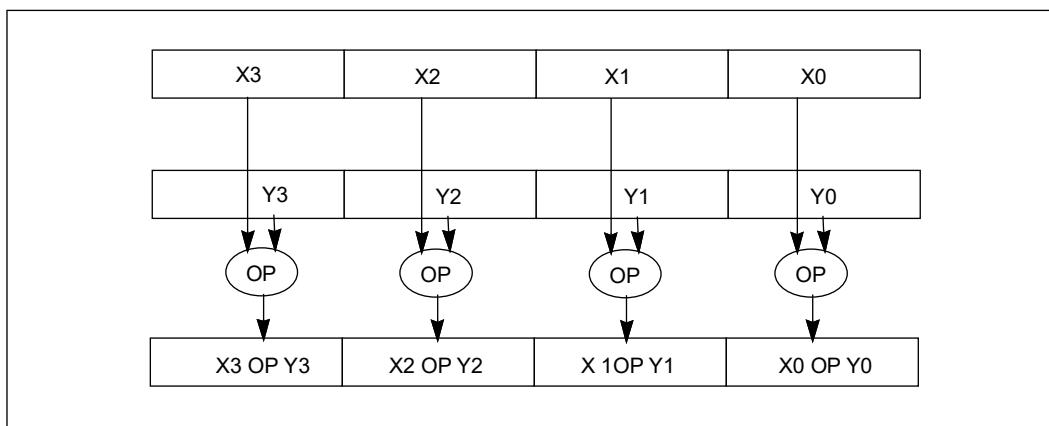 X3 X2 X1 X0
Y3 Y2 Y1 Y0
OP OP OP OP
X3 OP Y3 X2 OP Y2 X 1OP Y1 X0 OP Y0